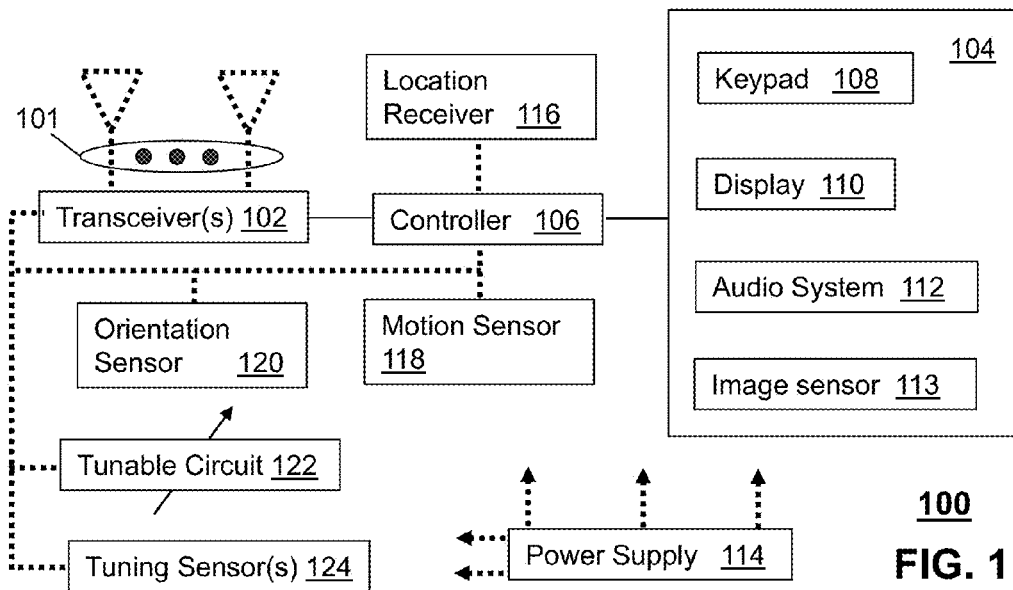 104
Location
Receiver 116
Keypad 108
101
Display 110
Transceiver(s) 102
Controller 106
Audio System 112
Orientation
Sensor 120
Motion Sensor
118
Image sensor 113
Tunable Circuit 122
100
Power Supply 114
Tuning Sensor(s) 124
FIG. 1